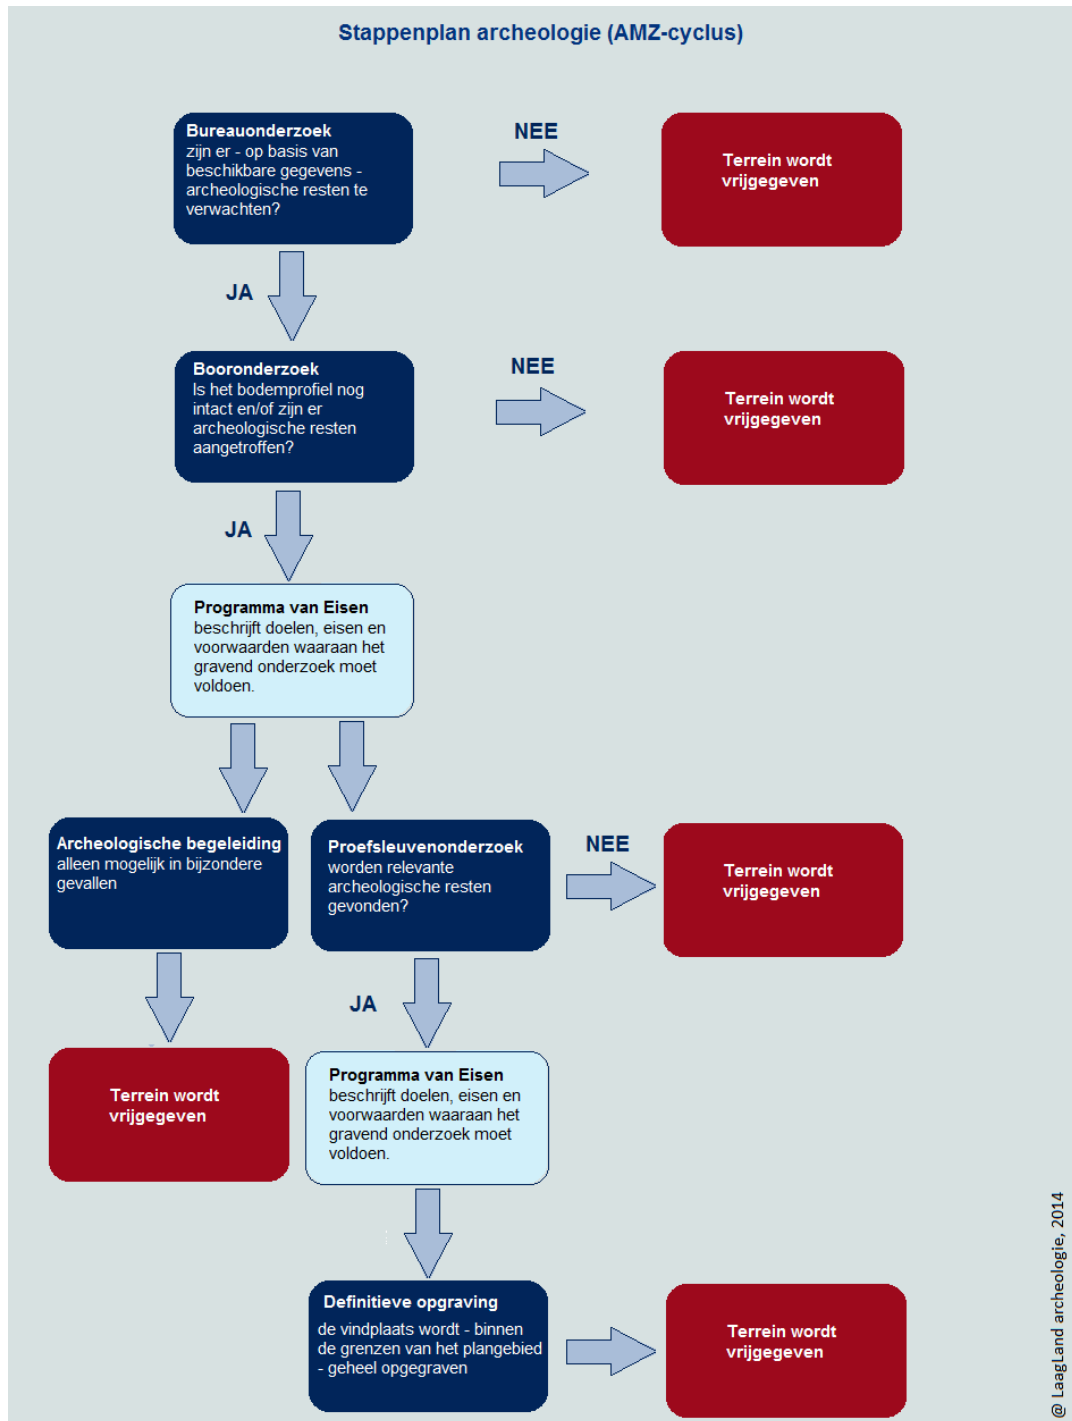 Stappenplan archeologie (AMZ-cyclus)
Bureauonderzoek
zijn er - op basis van
beschikbare gegevens -
archeologische resten te
verwachten?
NEE
Terrein wordt
vrijgegeven
JA
Booronderzoek
Is het bodemprofiel nog
intact en/of zijn er
archeologische resten
aangetroffen?
NEE
Terrein wordt
vrijgegeven
JA
Programma van Eisen
beschrijft doelen, eisen en
voorwaarden waaraan het
gravend onderzoek moet
voldoen.
Archeologische begeleiding
alleen mogelijk in bijzondere
gevallen
Proefsleuvenonderzoek
worden relevante
archeologische resten
gevonden?
NEE
Terrein wordt
vrijgegeven
JA
Terrein wordt
vrijgegeven
Programma van Eisen
beschrijft doelen, eisen en
voorwaarden waaraan het
gravend onderzoek moet
voldoen.
Definitieve opgraving
de vindplaats wordt - binnen
de grenzen van het plangebied
- geheel opgegraven
Terrein wordt
vrijgegeven
@ LaagLand archeologie, 2014